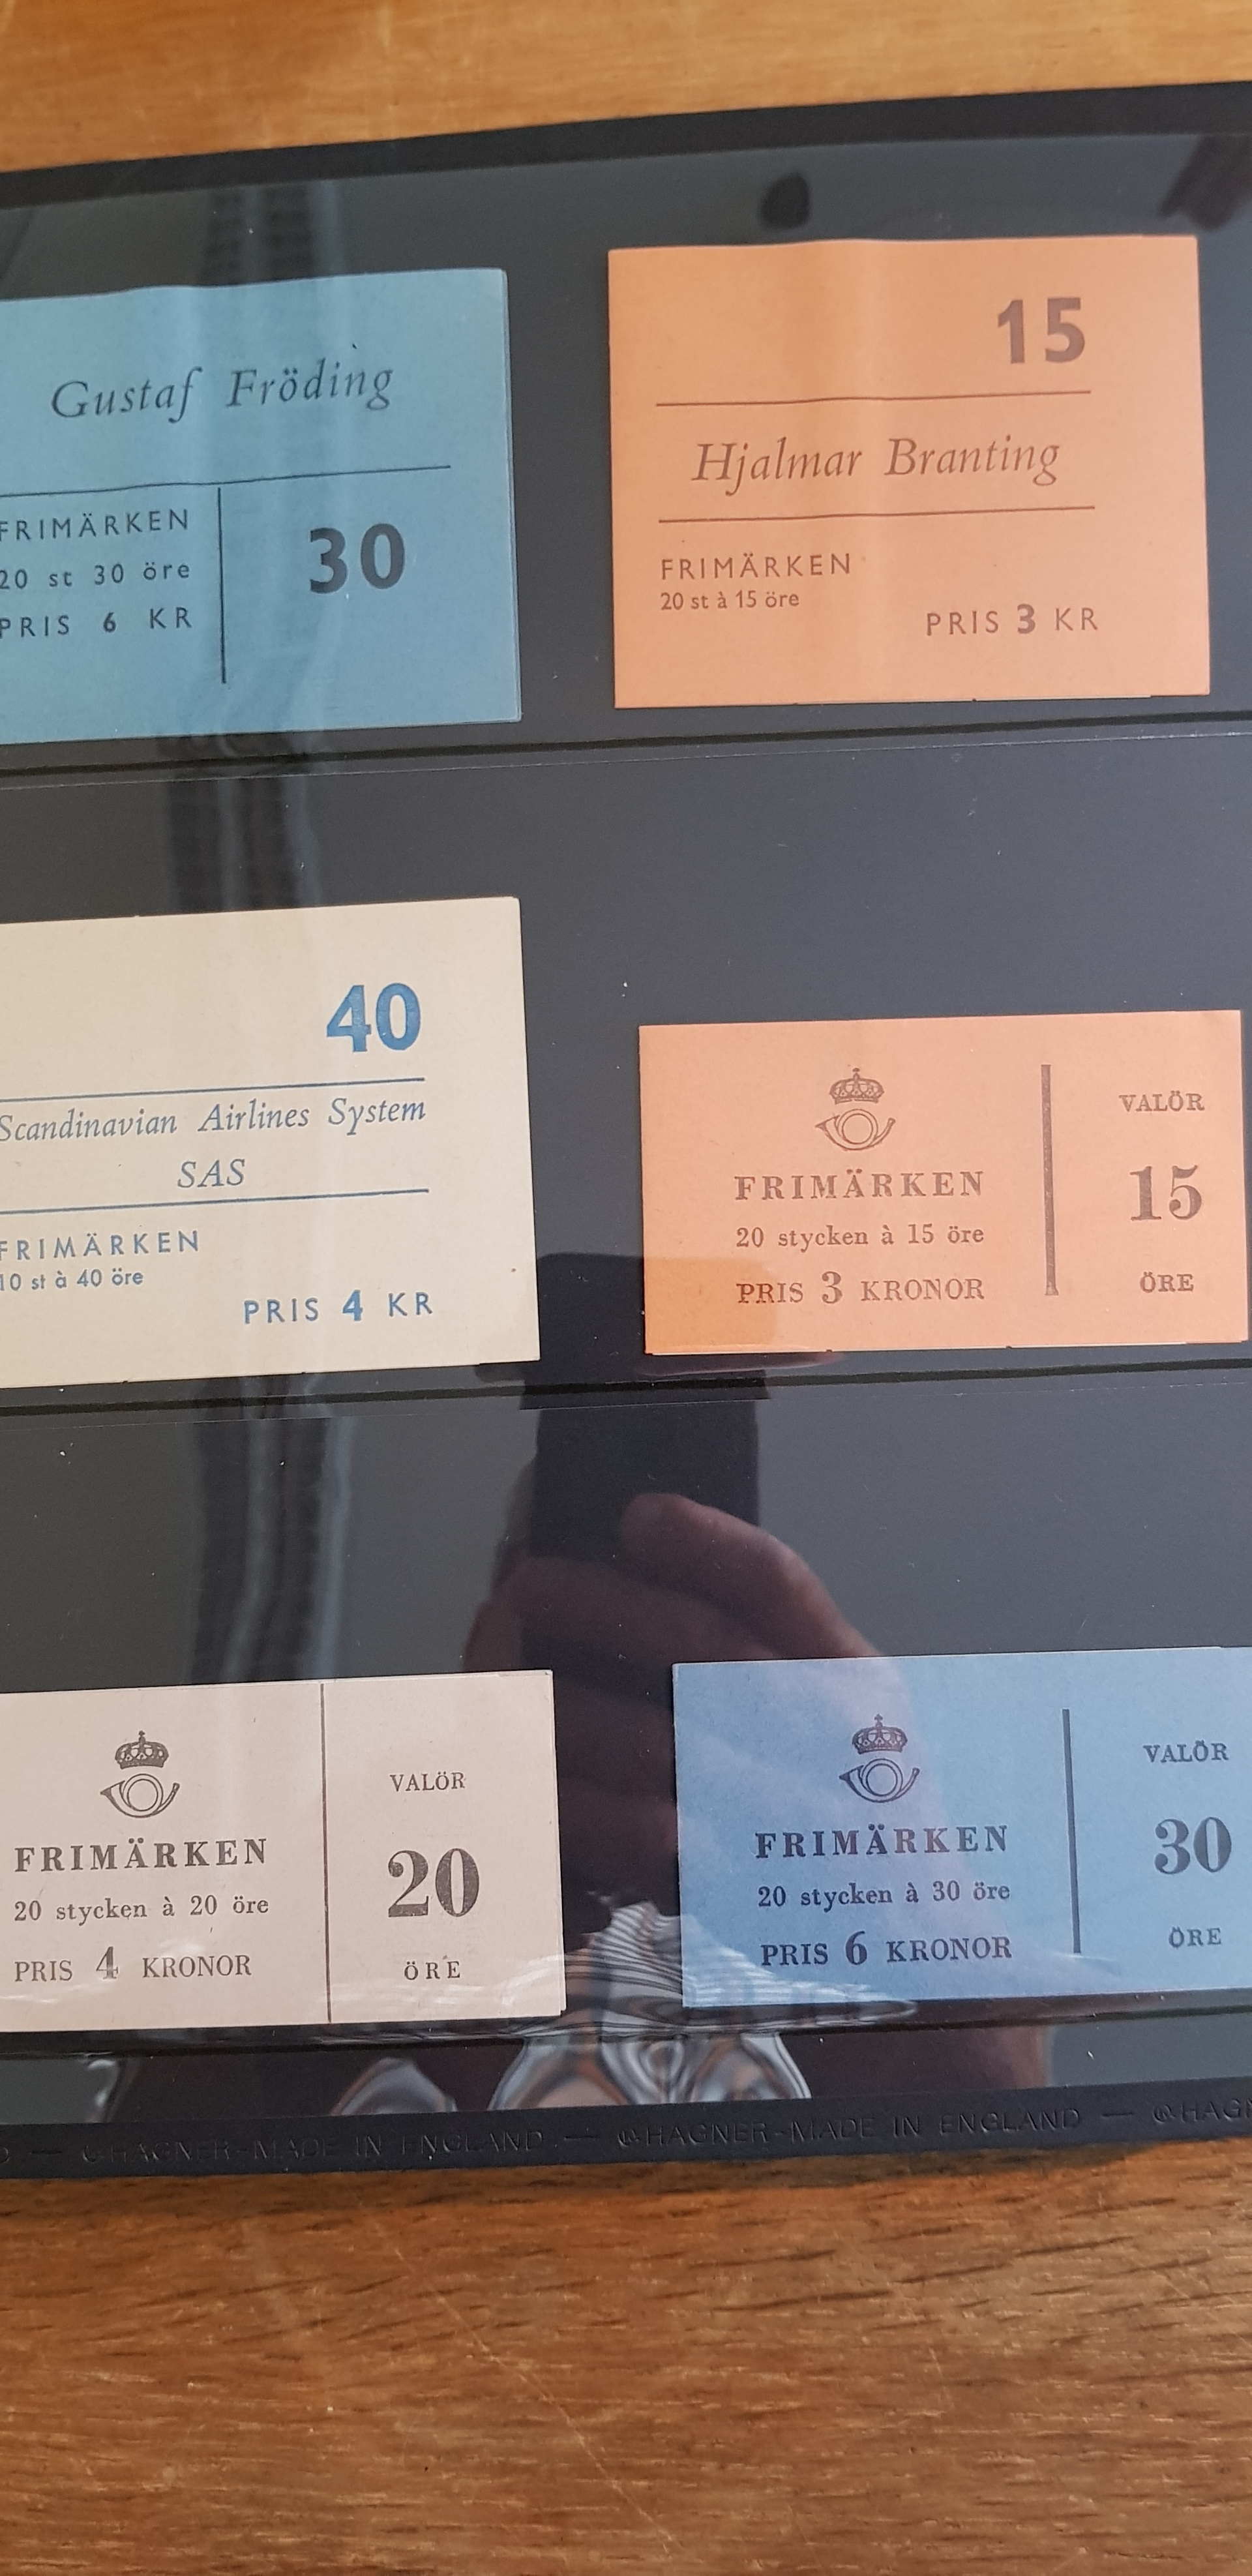 Gustaf Fröding
FRIMÄRKEN
20 st 30 öre
PRIS 6 KR
30
15
Hjalmar Branting
FRIMÄRKEN
20 st à 15 öre
PRIS 3 KR
40
Scandinavian Airlines System
SAS
FRIMÄRKEN
10 st à 40 öre
PRIS 4 KR
FRIMÄRKEN
20 stycken à 15 öre
PRIS 3 KRONOR
VALÖR
15
ÖRE
FRIMÄRKEN
20 stycken à 20 öre
PRIS 4 KRONOR
VALÖR
20
ÖRE
FRIMÄRKEN
20 stycken à 30 öre
PRIS 6 KRONOR
VALÖR
30
ÖRE
HAGNER-MADE IN ENGLAND — HAGNER-MADE IN ENGLAND —